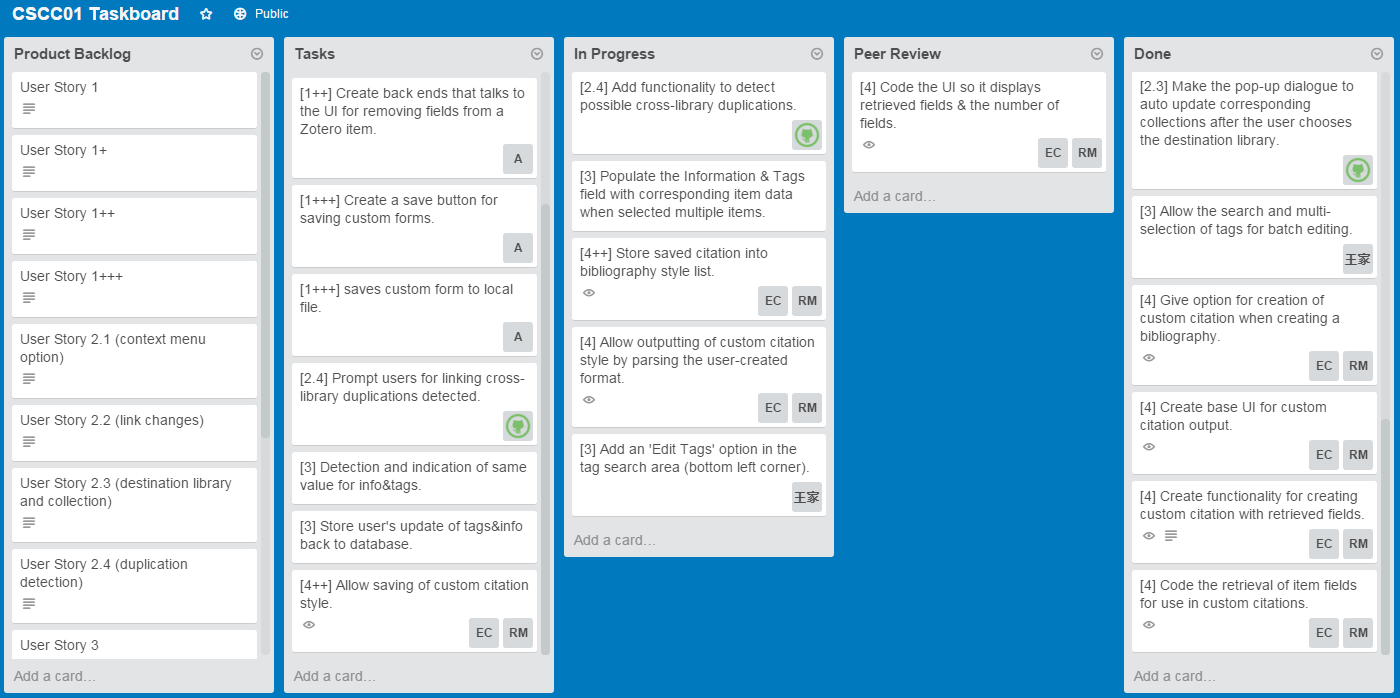 CSCC01 Taskboard
Public
Product Backlog
User Story 1
User Story 1+
User Story 1++
User Story 1+++
User Story 2.1 (context menu
option)
User Story 2.2 (link changes)
User Story 2.3 (destination library
and collection)
User Story 2.4 (duplication
detection)
User Story 3
Add a card…
Tasks
[1++] Create back ends that talks to
the UI for removing fields from a
Zotero item.
A
[1+++] Create a save button for
saving custom forms.
A
[1+++] saves custom form to local
file.
A
[2.4] Prompt users for linking cross-
library duplications detected.
[3] Detection and indication of same
value for info&tags.
[3] Store user's update of tags&info
back to database.
[4++] Allow saving of custom citation
style.
EC RM
Add a card…
In Progress
[2.4] Add functionality to detect
possible cross-library duplications.
[3] Populate the Information & Tags
field with corresponding item data
when selected multiple items.
[4++] Store saved citation into
bibliography style list.
EC RM
[4] Allow outputting of custom citation
style by parsing the user-created
format.
EC RM
[3] Add an 'Edit Tags' option in the
tag search area (bottom left corner).
王家
Add a card…
Peer Review
[4] Code the UI so it displays
retrieved fields & the number of
fields.
EC RM
Add a card…
Done
[2.3] Make the pop-up dialogue to
auto update corresponding
collections after the user chooses
the destination library.
[3] Allow the search and multi-
selection of tags for batch editing.
王家
[4] Give option for creation of
custom citation when creating a
bibliography.
EC RM
[4] Create base UI for custom
citation output.
EC RM
[4] Create functionality for creating
custom citation with retrieved fields.
EC RM
[4] Code the retrieval of item fields
for use in custom citations.
EC RM
Add a card…